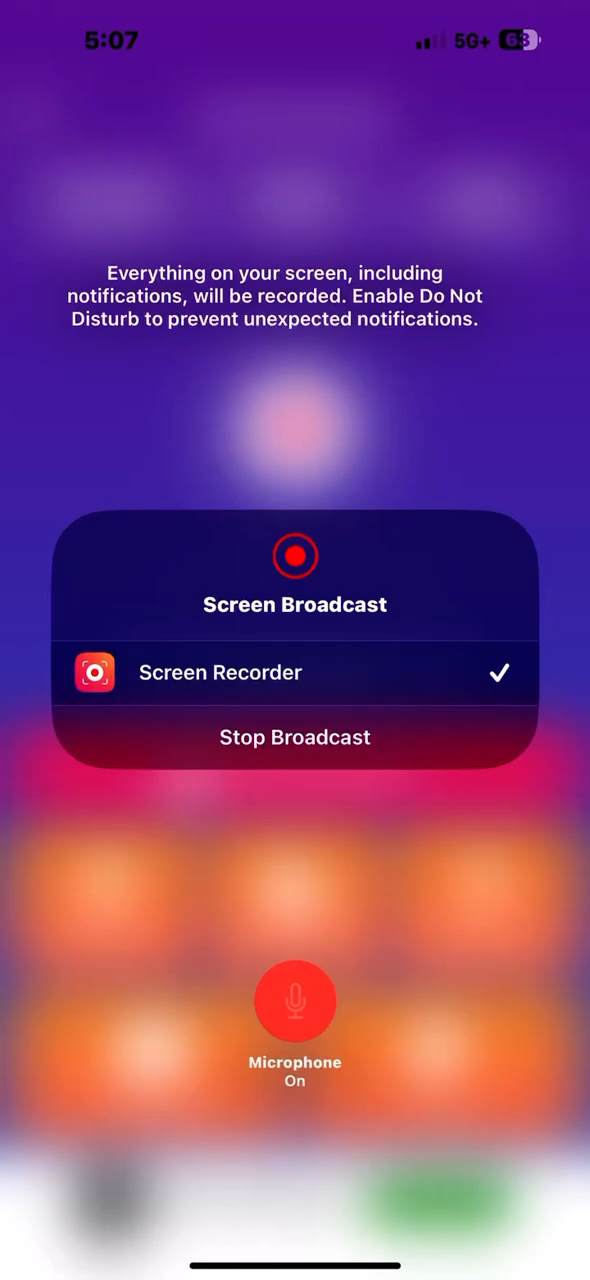 5:07
5G+ 63
Everything on your screen, including
notifications, will be recorded. Enable Do Not
Disturb to prevent unexpected notifications.
Screen Broadcast
Screen Recorder
Stop Broadcast
Microphone
On